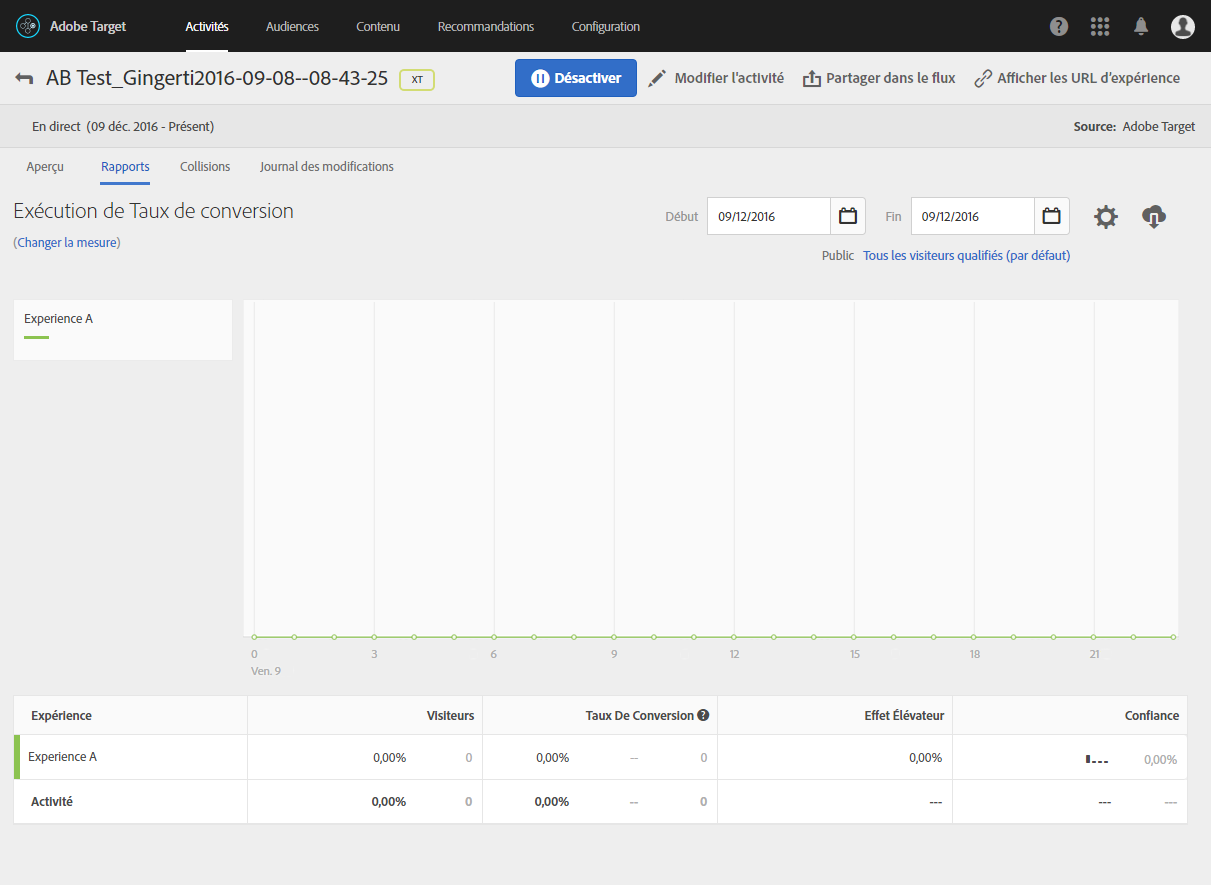 Adobe Target Activités Audiences Contenu Recommandations Configuration
AB Test_Gingerti2016-09-08--08-43-25 XT Désactiver Modifier l'activité Partager dans le flux Afficher les URL d'expérience
En direct (09 déc. 2016 - Présent) Source: Adobe Target
Aperçu Rapports Collisions Journal des modifications
Exécution de Taux de conversion
Début 09/12/2016 Fin 09/12/2016
(Changer la mesure)
Public Tous les visiteurs qualifiés (par défaut)
Experience A
0 3 6 9 12 15 18 21
Ven. 9
Expérience Visiteurs Taux De Conversion ? Effet Élévateur Confiance
Experience A 0,00% 0 0,00% -- 0 0,00% 0,00%
Activité 0,00% 0 0,00% -- 0 --- --- ---